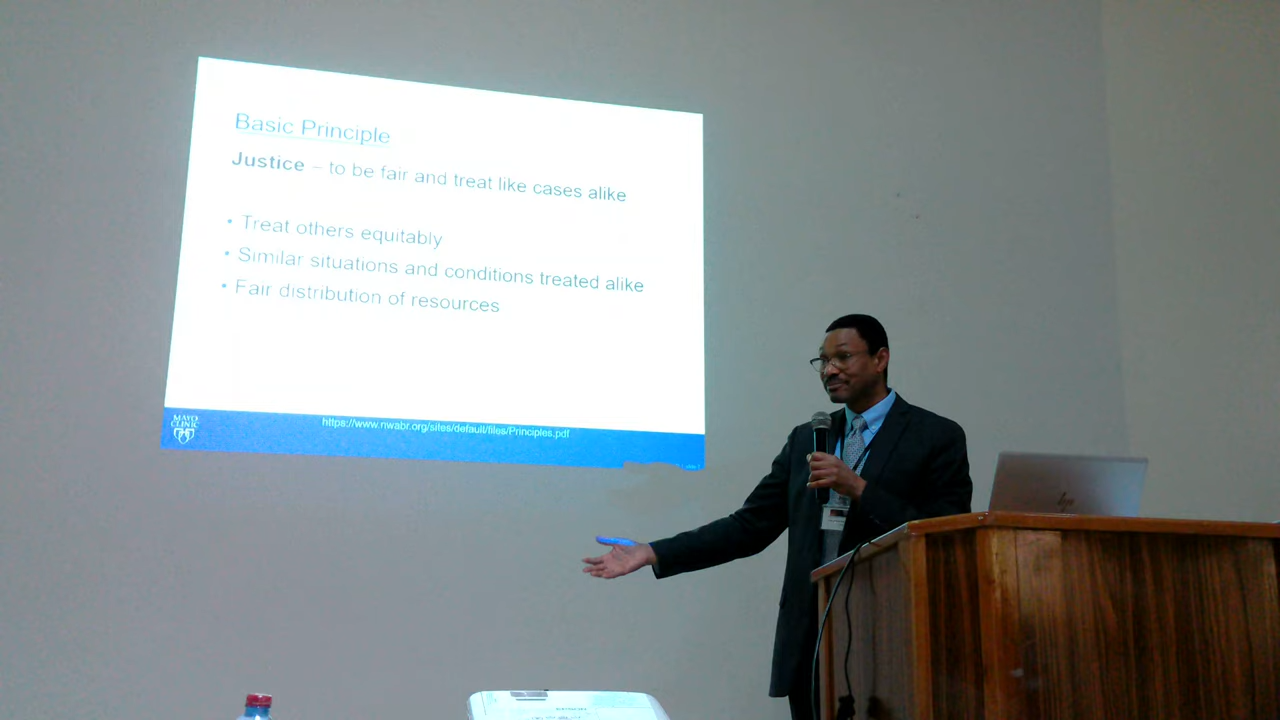 Basic Principle
Justice – to be fair and treat like cases alike
• Treat others equitably
• Similar situations and conditions treated alike
• Fair distribution of resources
MAYO
CLINIC
https://www.nwabr.org/sites/default/files/Principles.pdf
hp